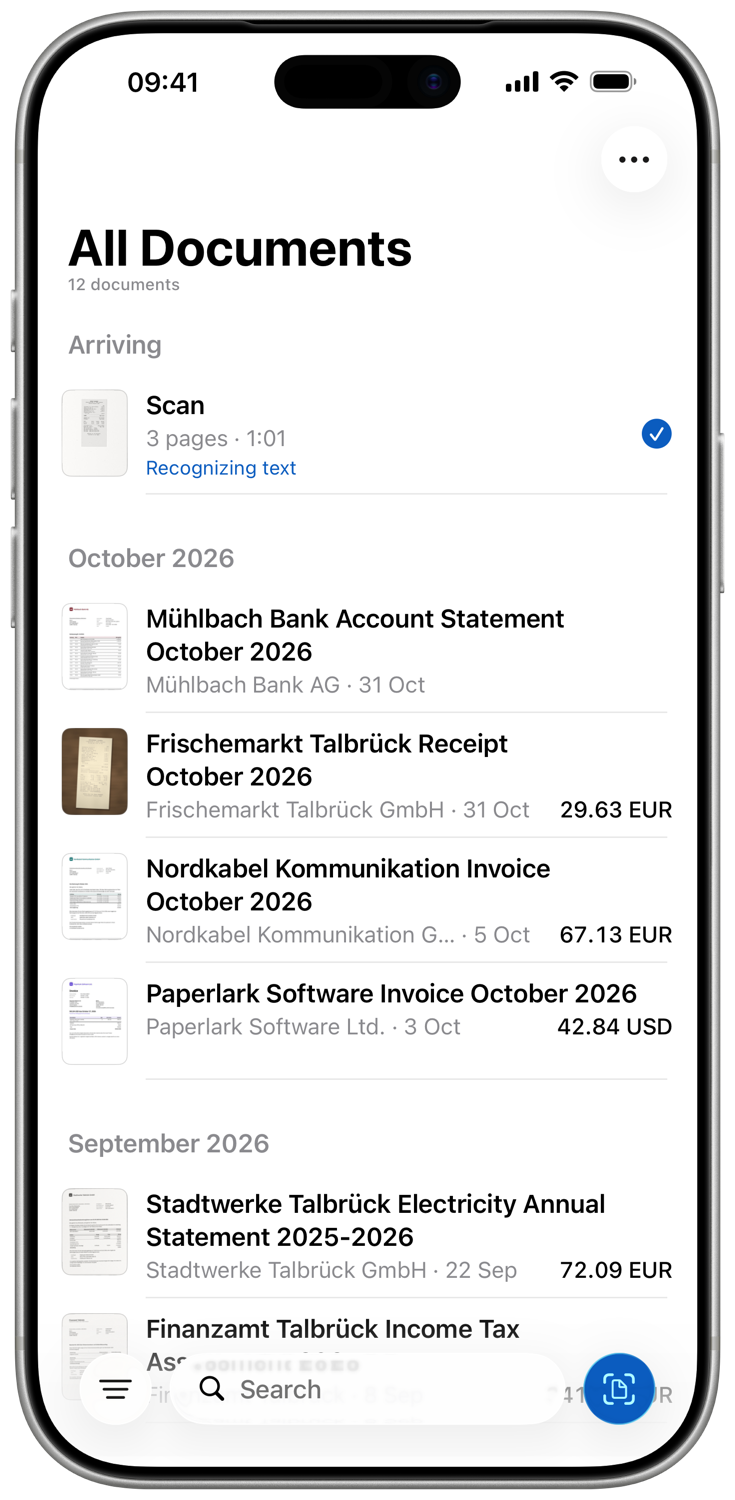 09:41
All Documents
12 documents
Arriving
Scan
3 pages · 1:01
Recognizing text
October 2026
Mühlbach Bank Account Statement
October 2026
Mühlbach Bank AG · 31 Oct
Frischemarkt Talbrück Receipt
October 2026
Frischemarkt Talbrück GmbH · 31 Oct 29.63 EUR
Nordkabel Kommunikation Invoice
October 2026
Nordkabel Kommunikation G... · 5 Oct 67.13 EUR
Paperlark Software Invoice October 2026
Paperlark Software Ltd. · 3 Oct 42.84 USD
September 2026
Stadtwerke Talbrück Electricity Annual
Statement 2025-2026
Stadtwerke Talbrück GmbH · 22 Sep 72.09 EUR
Finanzamt Talbrück Income Tax
Search